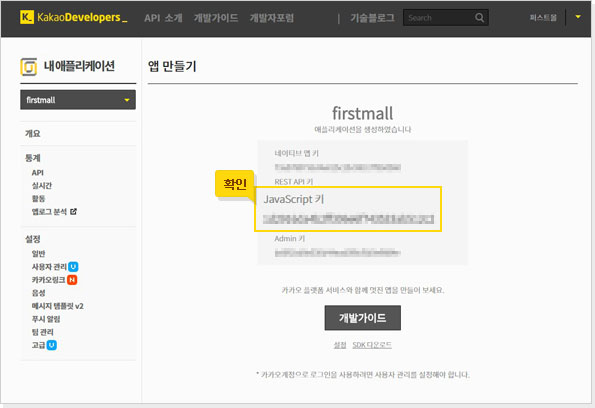 K_ KakaoDevelopers_ API 소개 개발가이드 개발자포럼 | 기술블로그 Search 퍼스트몰
내 애플리케이션
앱 만들기
firstmall
개요
통계
API
실시간
활동
앱로그 분석
설정
일반
사용자 관리 U
카카오링크 N
음성
메시지 템플릿 v2
푸시 알림
팀 관리
고급 U
firstmall
애플리케이션을 생성하였습니다
네이티브 앱 키
REST API 키
확인
JavaScript 키
Admin 키
카카오 플랫폼 서비스와 함께 멋진 앱을 만들어 보세요.
개발가이드
설정 SDK 다운로드
* 카카오계정으로 로그인을 사용하려면 사용자 관리를 설정해야 합니다.